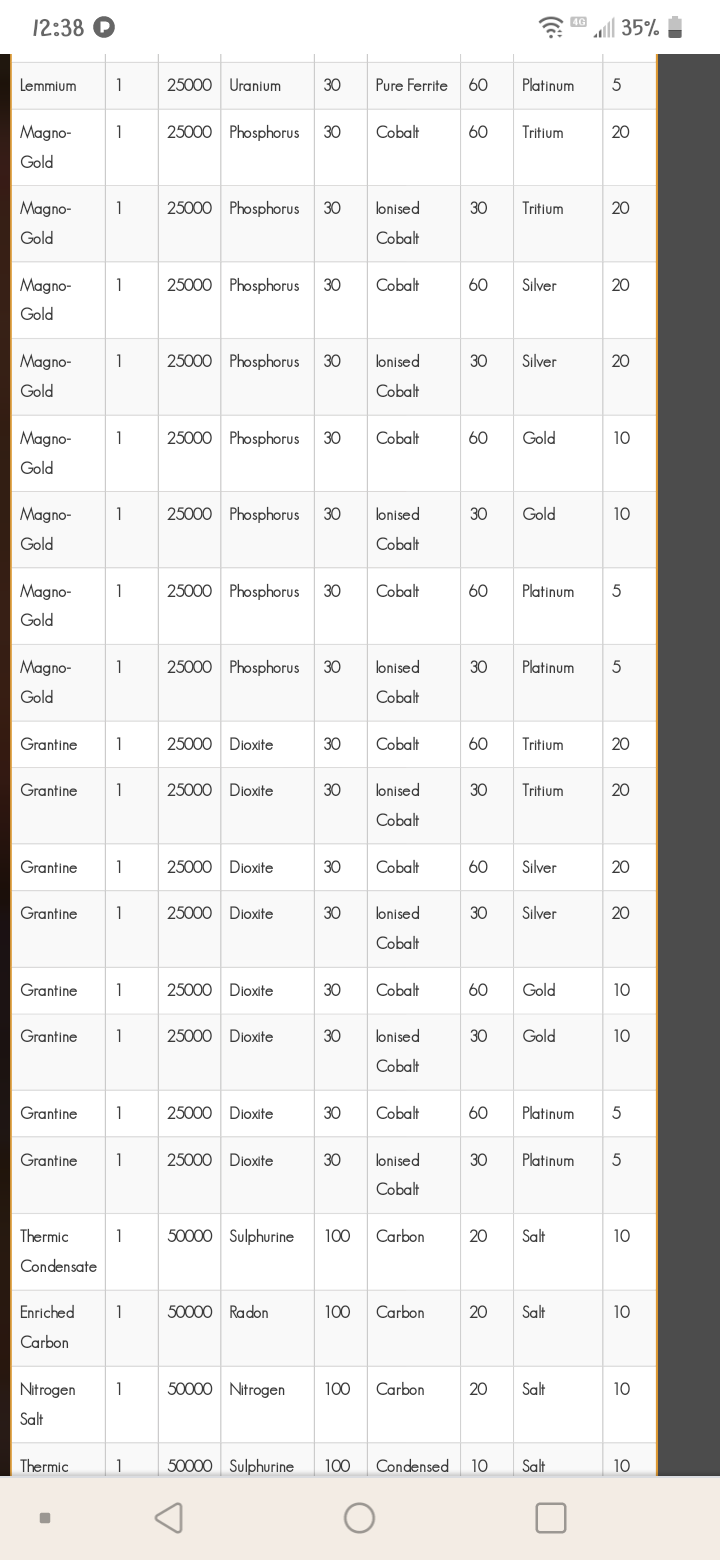 12:38 P 4G 35%
Lemmium 1 25000 Uranium 30 Pure Ferrite 60 Platinum 5
Magno- 1 25000 Phosphorus 30 Cobalt 60 Tritium 20
Gold
Magno- 1 25000 Phosphorus 30 Ionised 30 Tritium 20
Gold Cobalt
Magno- 1 25000 Phosphorus 30 Cobalt 60 Silver 20
Gold
Magno- 1 25000 Phosphorus 30 Ionised 30 Silver 20
Gold Cobalt
Magno- 1 25000 Phosphorus 30 Cobalt 60 Gold 10
Gold
Magno- 1 25000 Phosphorus 30 Ionised 30 Gold 10
Gold Cobalt
Magno- 1 25000 Phosphorus 30 Cobalt 60 Platinum 5
Gold
Magno- 1 25000 Phosphorus 30 Ionised 30 Platinum 5
Gold Cobalt
Grantine 1 25000 Dioxite 30 Cobalt 60 Tritium 20
Grantine 1 25000 Dioxite 30 Ionised 30 Tritium 20
Cobalt
Grantine 1 25000 Dioxite 30 Cobalt 60 Silver 20
Grantine 1 25000 Dioxite 30 Ionised 30 Silver 20
Cobalt
Grantine 1 25000 Dioxite 30 Cobalt 60 Gold 10
Grantine 1 25000 Dioxite 30 Ionised 30 Gold 10
Cobalt
Grantine 1 25000 Dioxite 30 Cobalt 60 Platinum 5
Grantine 1 25000 Dioxite 30 Ionised 30 Platinum 5
Cobalt
Thermic 1 50000 Sulphurine 100 Carbon 20 Salt 10
Condensate
Enriched 1 50000 Radon 100 Carbon 20 Salt 10
Carbon
Nitrogen 1 50000 Nitrogen 100 Carbon 20 Salt 10
Salt
Thermic 1 50000 Sulphurine 100 Condensed 10 Salt 10